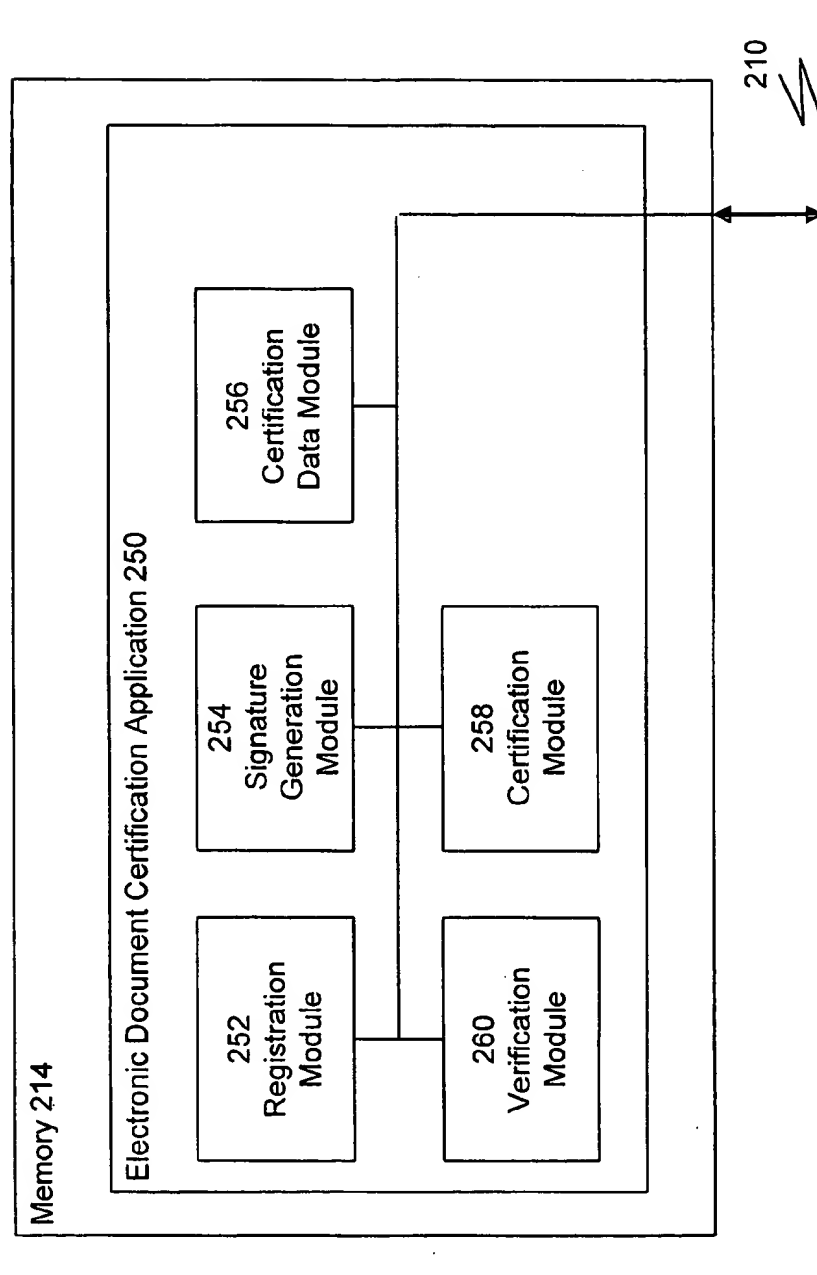 Memory 214
Electronic Document Certification Application 250
252
Registration
Module
254
Signature
Generation
Module
256
Certification
Data Module
260
Verification
Module
258
Certification
Module
210